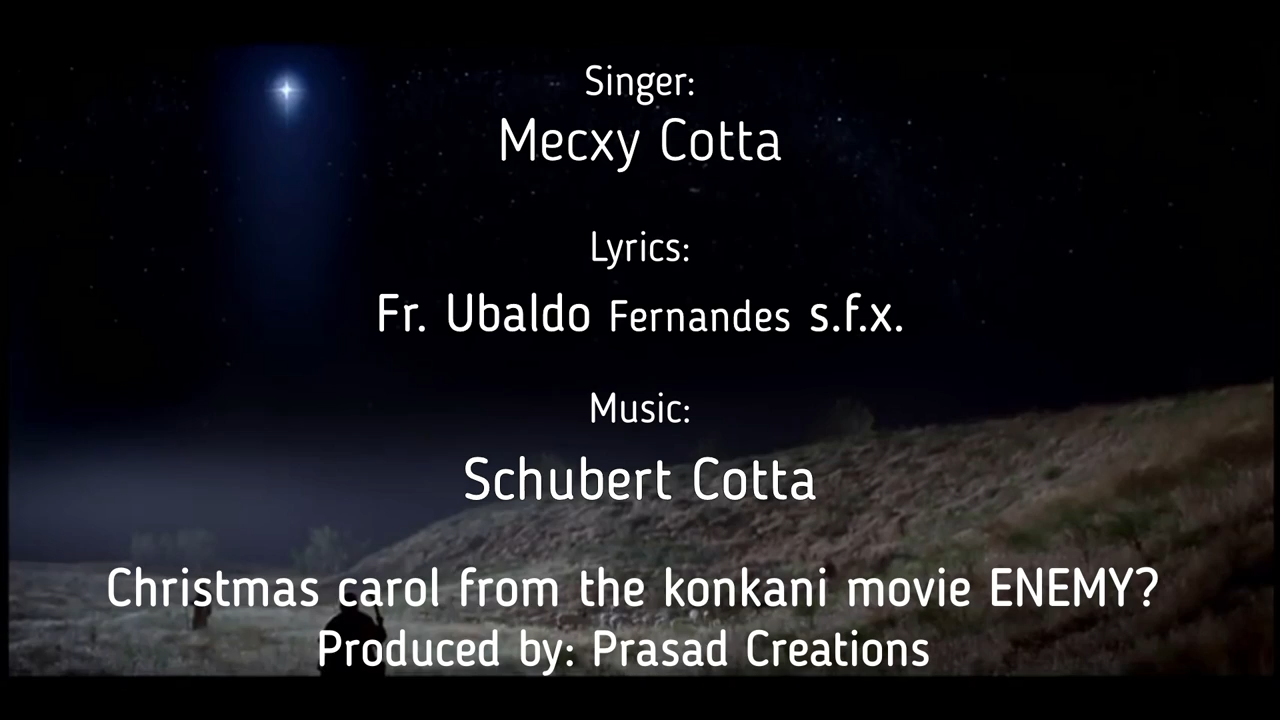 Singer:
Mecxy Cotta
Lyrics:
Fr. Ubaldo Fernandes s.f.x.
Music:
Schubert Cotta
Christmas carol from the konkani movie ENEMY?
Produced by: Prasad Creations